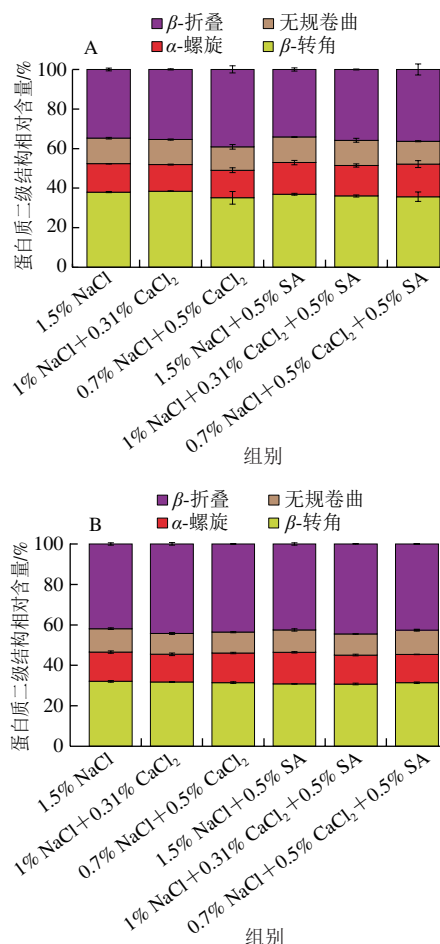 A
β-折叠 无规卷曲
α-螺旋 β-转角
蛋白质二级结构相对含量/%
100
80
60
40
20
0
1.5% NaCl
1% NaCl+0.31% CaCl₂
0.7% NaCl+0.5% CaCl₂
1.5% NaCl+0.5% SA
1% NaCl+0.31% CaCl₂+0.5% SA
0.7% NaCl+0.5% CaCl₂+0.5% SA
组别
β-折叠 无规卷曲
B
α-螺旋 β-转角
蛋白质二级结构相对含量/%
100
80
60
40
20
0
1.5% NaCl
1% NaCl+0.31% CaCl₂
0.7% NaCl+0.5% CaCl₂
1.5% NaCl+0.5% SA
1% NaCl+0.31% CaCl₂+0.5% SA
0.7% NaCl+0.5% CaCl₂+0.5% SA
组别